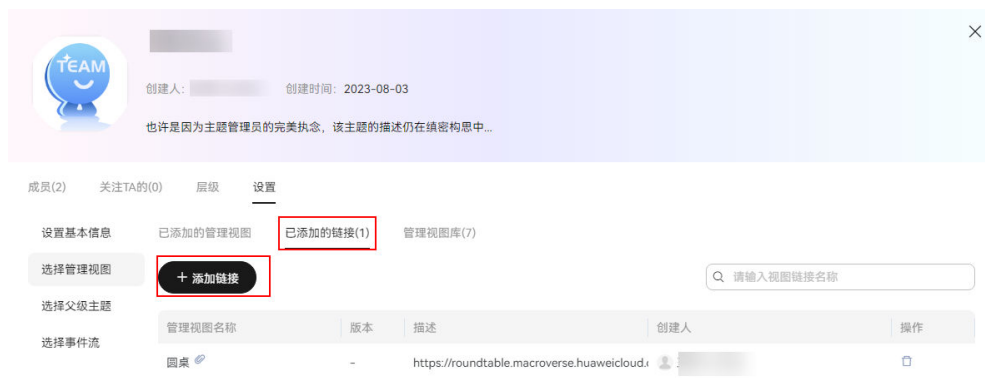 TEAM
创建人: 创建时间: 2023-08-03
也许是因为主题管理员的完美执念，该主题的描述仍在缜密构思中...
成员(2) 关注TA的(0) 层级 设置
设置基本信息 已添加的管理视图 已添加的链接(1) 管理视图库(7)
选择管理视图 + 添加链接 请输入视图链接名称
选择父级主题
管理视图名称 版本 描述 创建人 操作
选择事件流
圆桌 - https://roundtable.macroverse.huaweicloud.